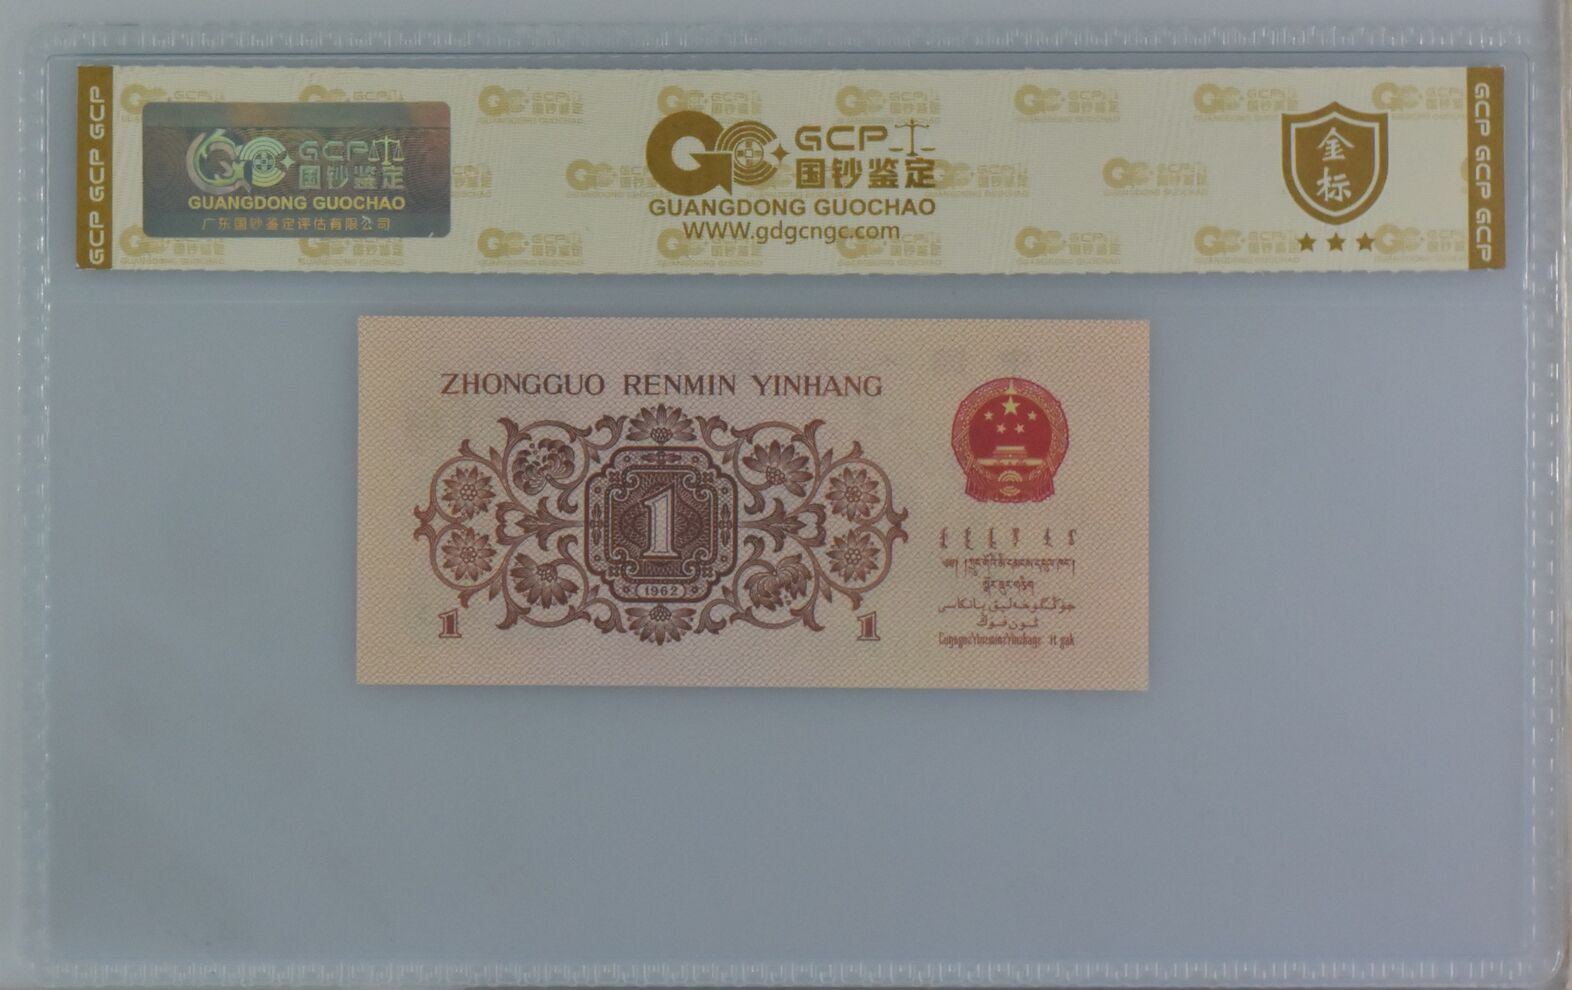 GCP GCP GCP
GCP
国钞鉴定
GUANGDONG GUOCHAO
广东国钞鉴定评估有限公司
GCP
国钞鉴定
GUANGDONG GUOCHAO
WWW.gdgcngc.com
金标
GCP GCP GCP
ZHONGGUO RENMIN YINHANG
1
(1962)
1
1